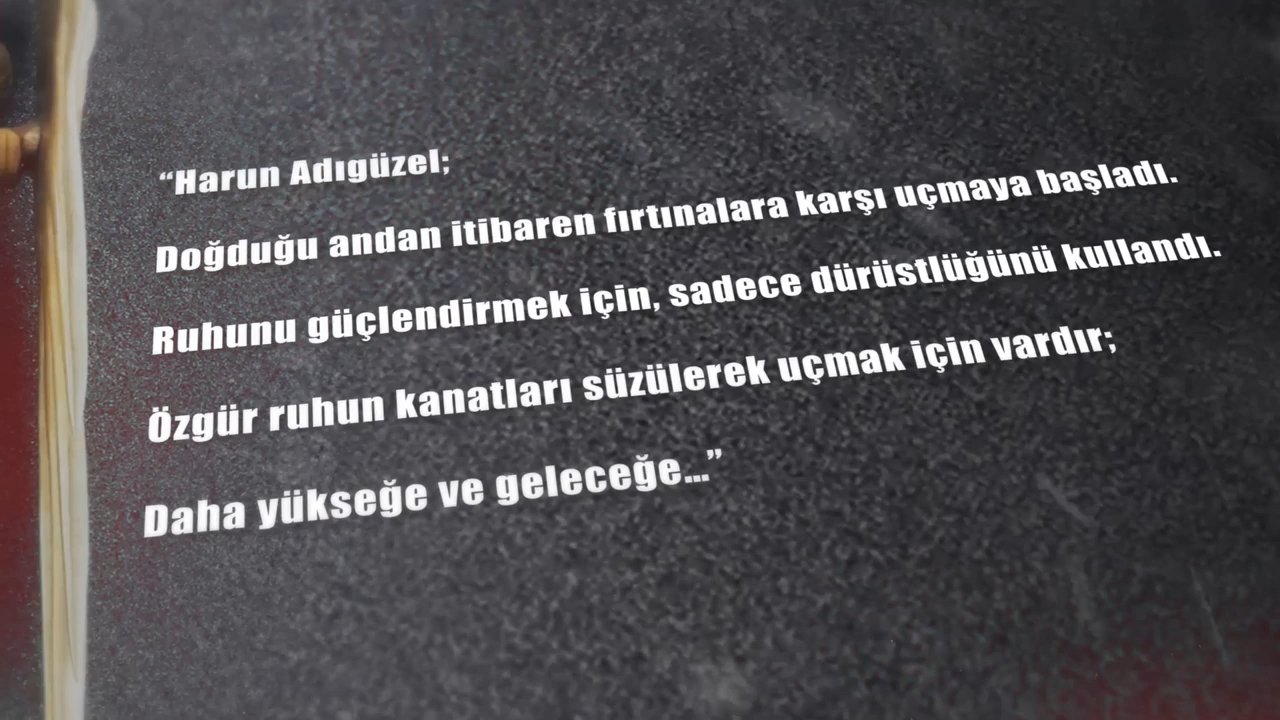 “Harun Adıgüzel;
Doğduğu andan itibaren fırtınalara karşı uçmaya başladı.
Ruhunu güçlendirmek için, sadece dürüstlüğünü kullandı.
Özgür ruhun kanatları süzülerek uçmak için vardır;
Daha yükseğe ve geleceğe...”